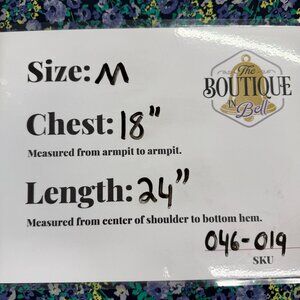 Size: M
The
BOUTIQUE
IN
Bell
Chest: 18"
Measured from armpit to armpit.
Length: 24"
Measured from center of shoulder to bottom hem.
046-019
SKU